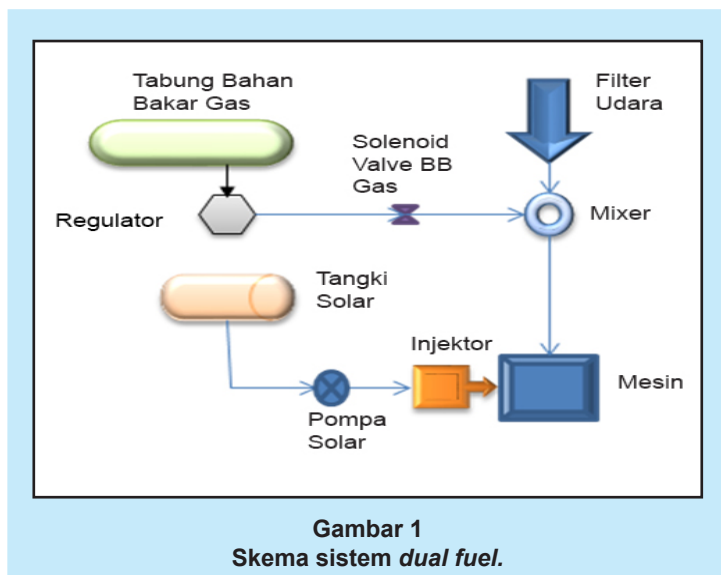 Tabung Bahan
Bakar Gas
Filter
Udara
Solenoid
Valve BB
Gas
Regulator
Mixer
Tangki
Solar
Injektor
Mesin
Pompa
Solar
Gambar 1
Skema sistem dual fuel.